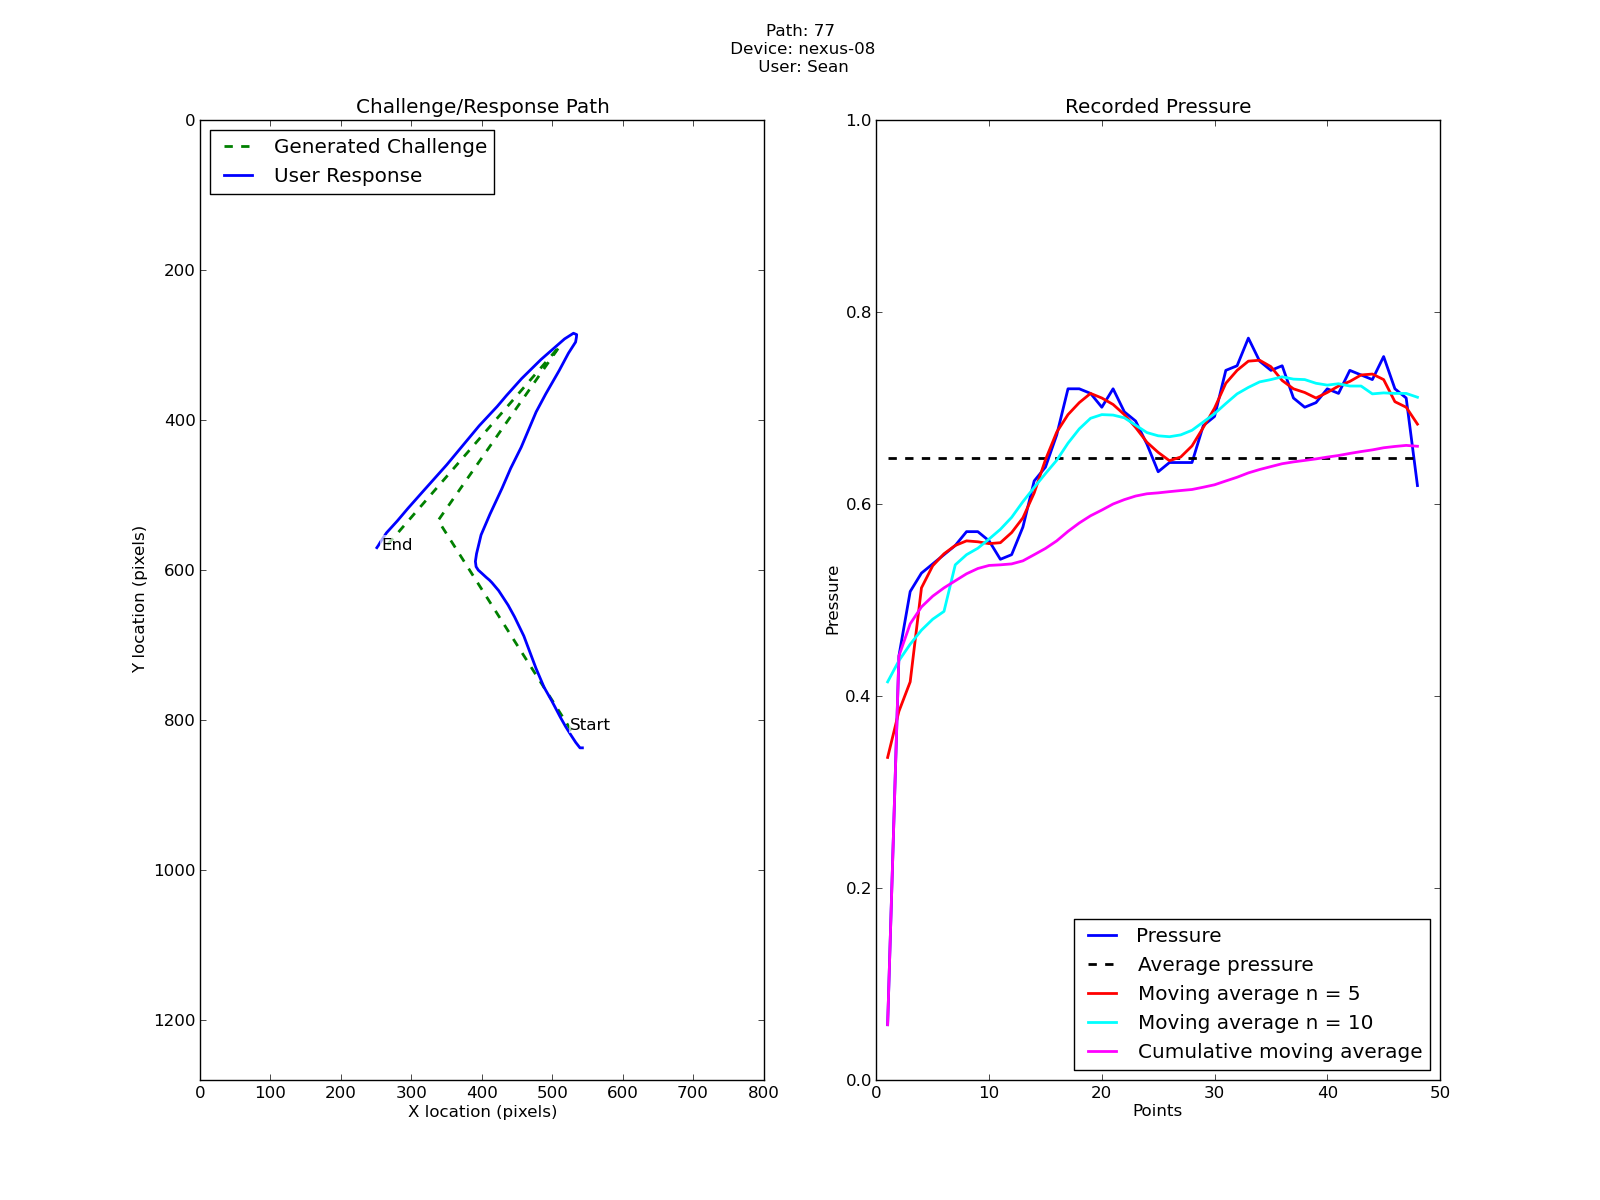 Path: 77
Device: nexus-08
User: Sean
Challenge/Response Path
0
200
400
600
800
1000
1200
Y location (pixels)
Generated Challenge
User Response
End
Start
0 100 200 300 400 500 600 700 800
X location (pixels)
Recorded Pressure
1.0
0.8
0.6
0.4
0.2
0.0
Pressure
Pressure
Average pressure
Moving average n = 5
Moving average n = 10
Cumulative moving average
0 10 20 30 40 50
Points